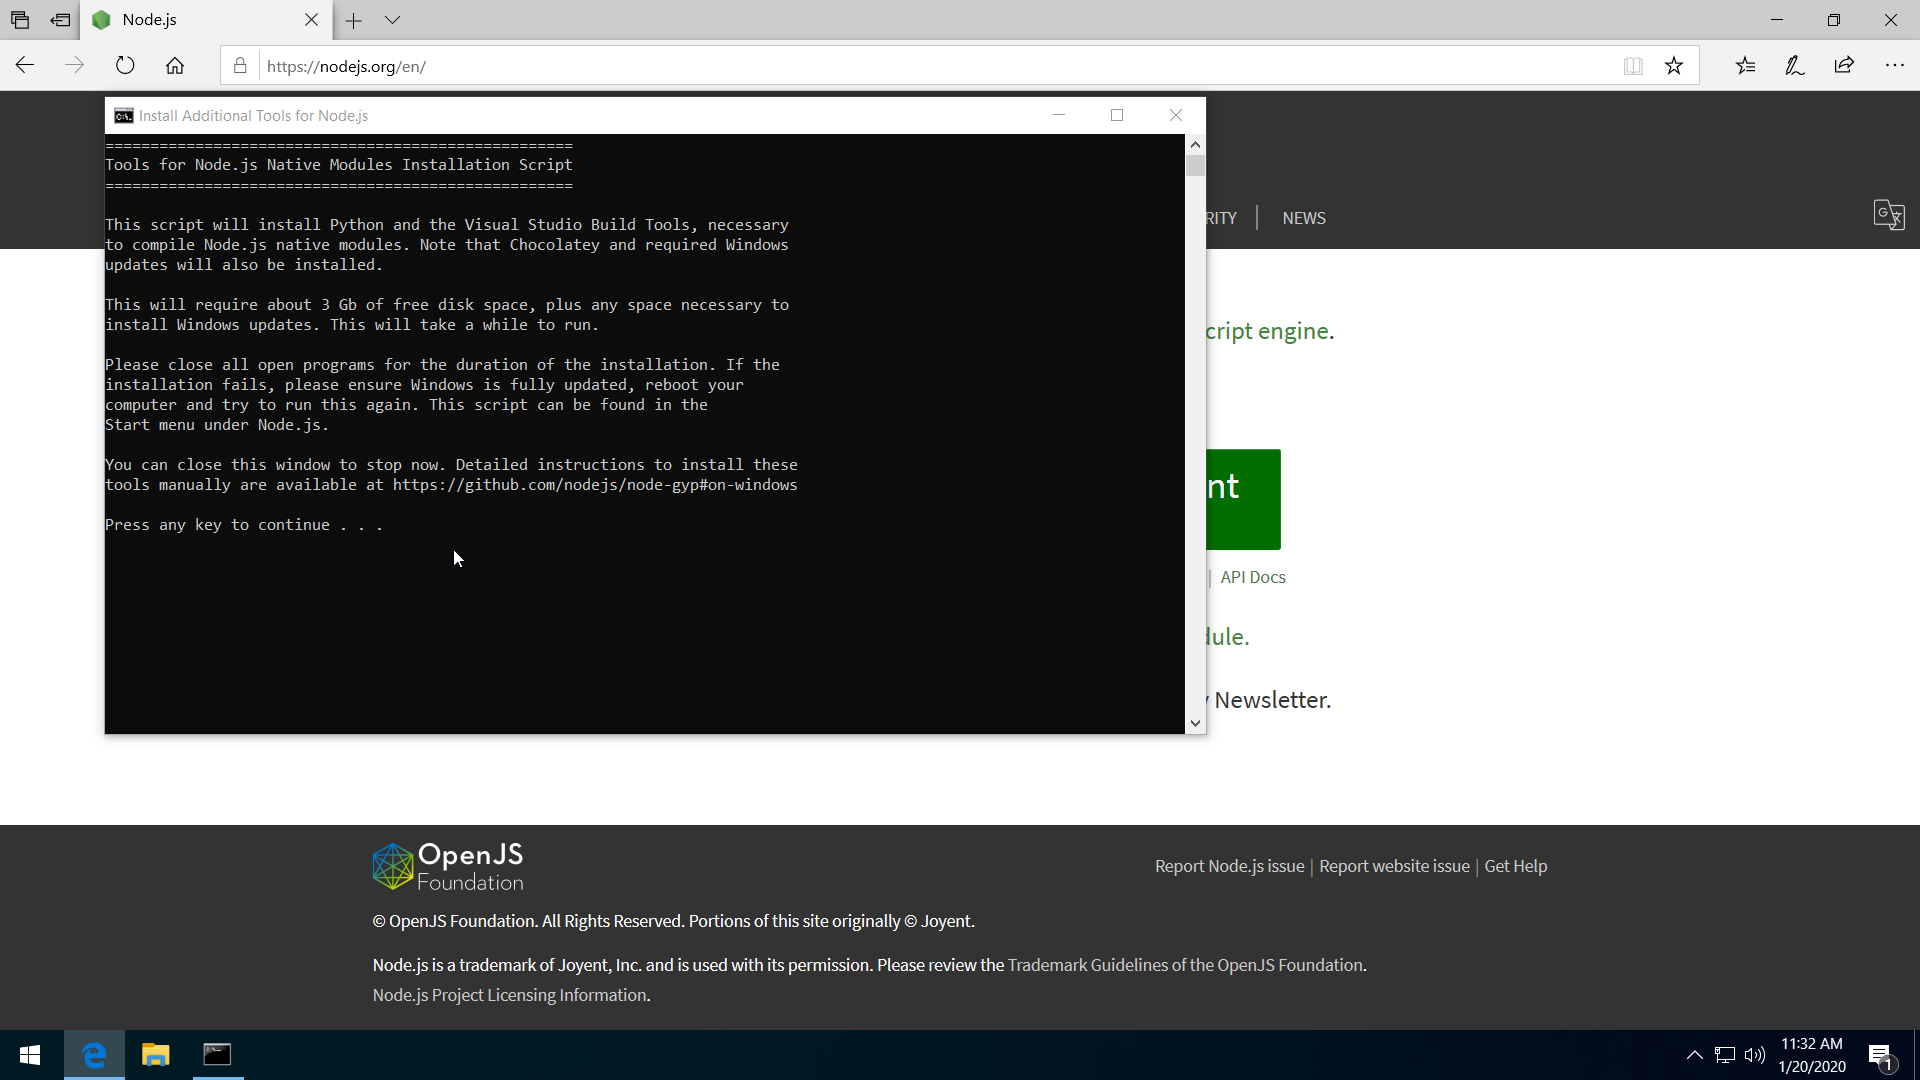 Node.js
https://nodejs.org/en/
Install Additional Tools for Node.js
====================================================
Tools for Node.js Native Modules Installation Script
====================================================
This script will install Python and the Visual Studio Build Tools, necessary
to compile Node.js native modules. Note that Chocolatey and required Windows
updates will also be installed.
This will require about 3 Gb of free disk space, plus any space necessary to
install Windows updates. This will take a while to run.
Please close all open programs for the duration of the installation. If the
installation fails, please ensure Windows is fully updated, reboot your
computer and try to run this again. This script can be found in the
Start menu under Node.js.
You can close this window to stop now. Detailed instructions to install these
tools manually are available at https://github.com/nodejs/node-gyp#on-windows
Press any key to continue . . .
RITY | NEWS
cript engine.
nt
| API Docs
dule.
y Newsletter.
OpenJS
Foundation
Report Node.js issue | Report website issue | Get Help
© OpenJS Foundation. All Rights Reserved. Portions of this site originally © Joyent.
Node.js is a trademark of Joyent, Inc. and is used with its permission. Please review the Trademark Guidelines of the OpenJS Foundation.
Node.js Project Licensing Information.
11:32 AM
1/20/2020
1